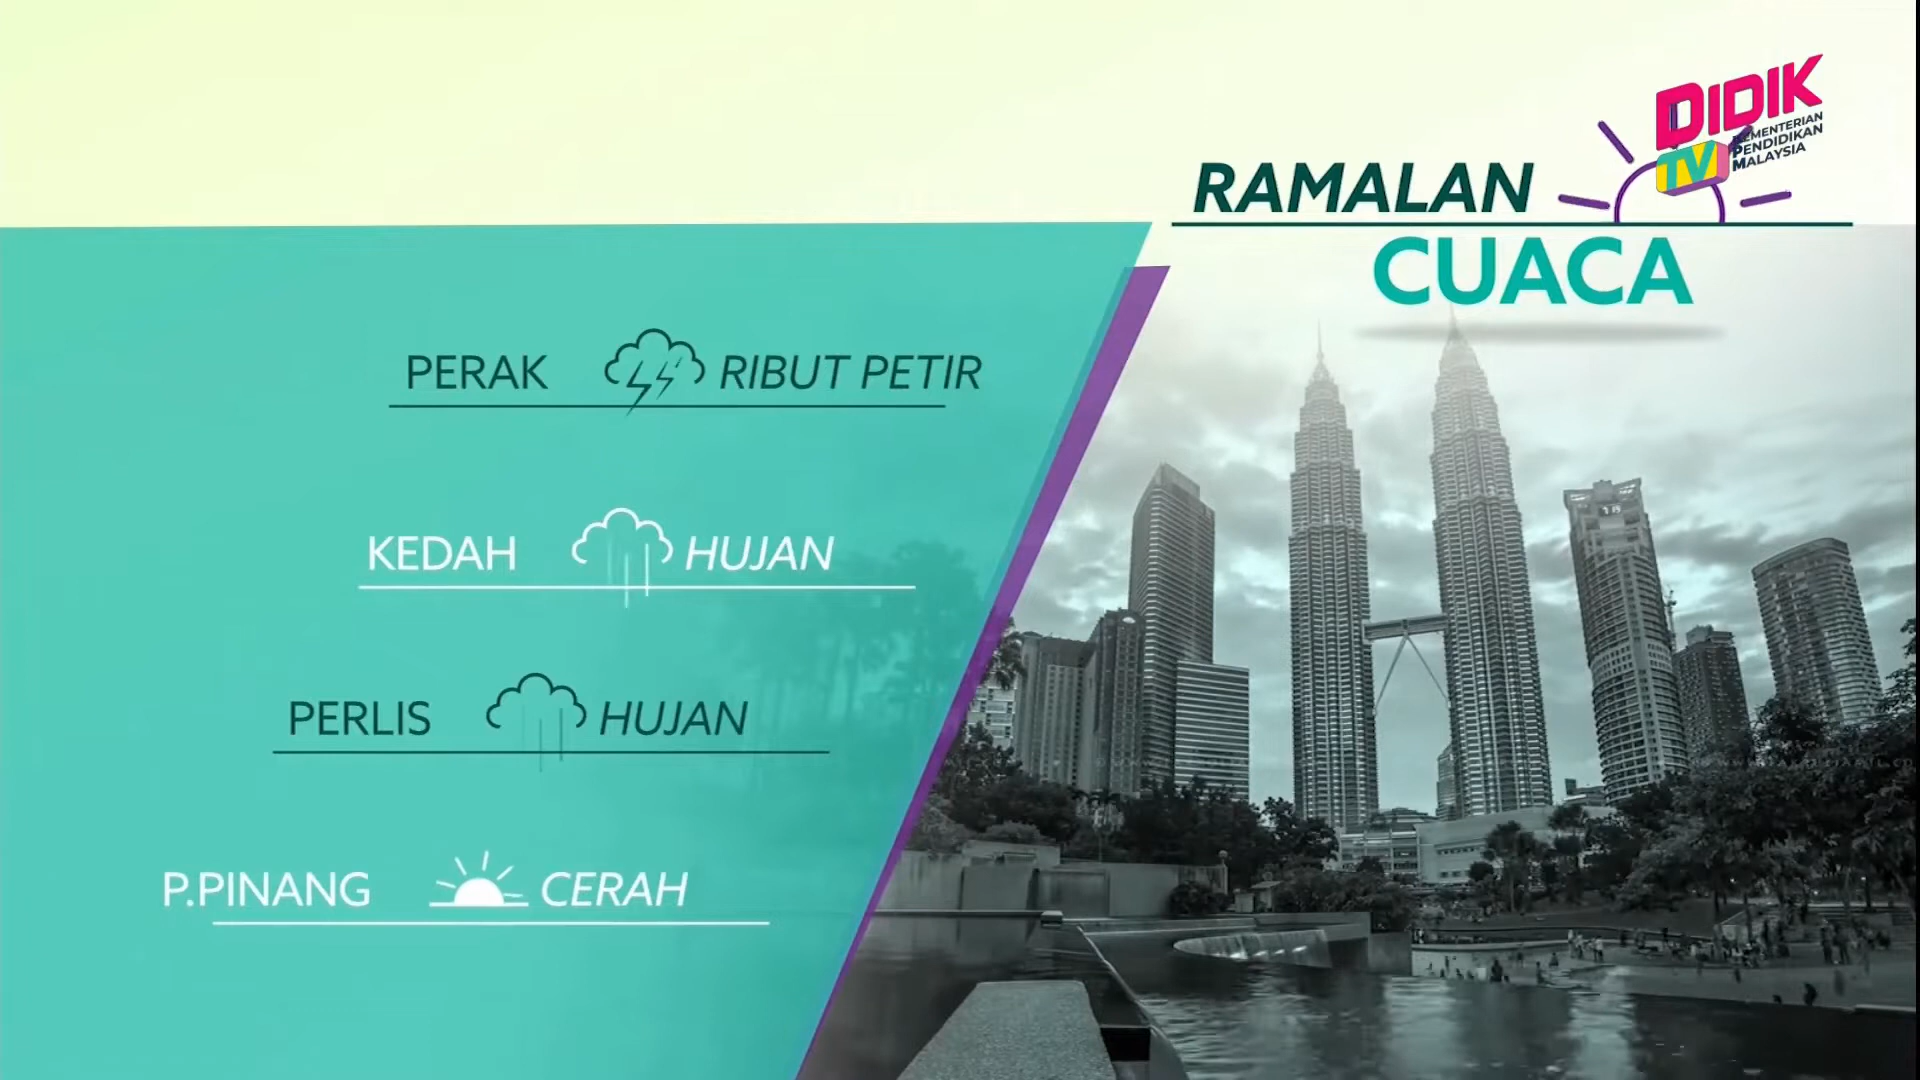 DIDIK
TV
KEMENTERIAN
PENDIDIKAN
MALAYSIA
RAMALAN
CUACA
PERAK RIBUT PETIR
KEDAH HUJAN
PERLIS HUJAN
P.PINANG CERAH